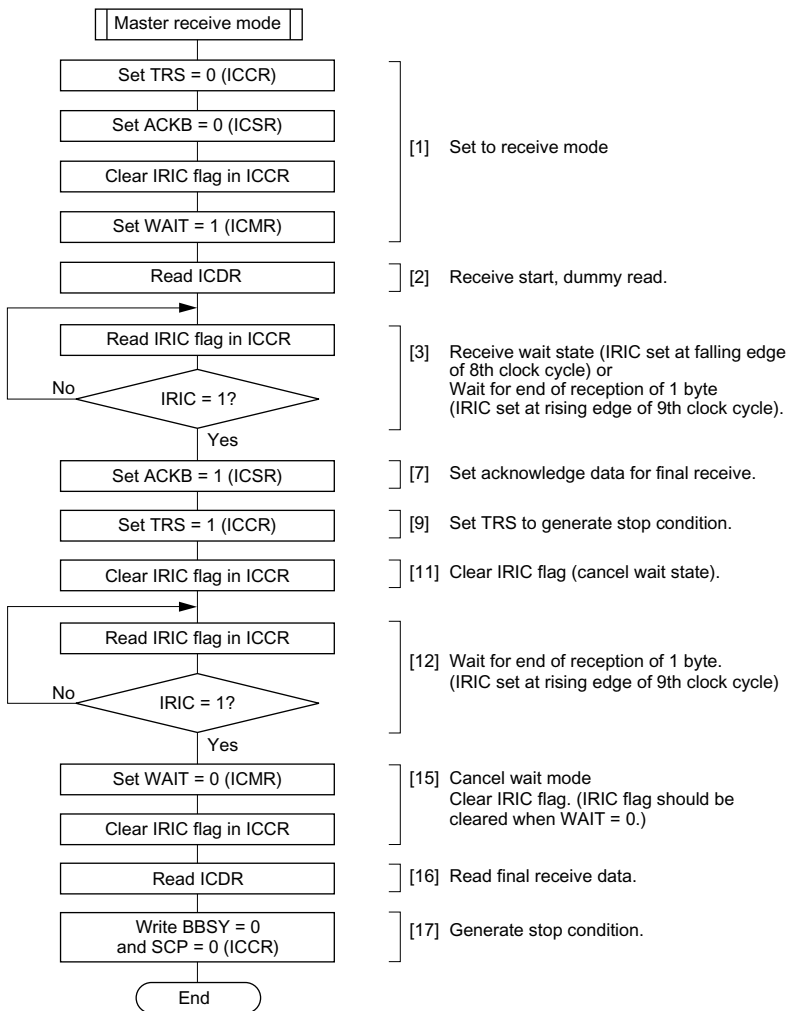 Master receive mode
Set TRS = 0 (ICCR)
Set ACKB = 0 (ICSR)
Clear IRIC flag in ICCR
Set WAIT = 1 (ICMR)
[1] Set to receive mode
Read ICDR
[2] Receive start, dummy read.
Read IRIC flag in ICCR
No
IRIC = 1?
Yes
[3] Receive wait state (IRIC set at falling edge
of 8th clock cycle) or
Wait for end of reception of 1 byte
(IRIC set at rising edge of 9th clock cycle).
Set ACKB = 1 (ICSR)
[7] Set acknowledge data for final receive.
Set TRS = 1 (ICCR)
[9] Set TRS to generate stop condition.
Clear IRIC flag in ICCR
[11] Clear IRIC flag (cancel wait state).
Read IRIC flag in ICCR
No
IRIC = 1?
Yes
[12] Wait for end of reception of 1 byte.
(IRIC set at rising edge of 9th clock cycle)
Set WAIT = 0 (ICMR)
Clear IRIC flag in ICCR
[15] Cancel wait mode
Clear IRIC flag. (IRIC flag should be
cleared when WAIT = 0.)
Read ICDR
[16] Read final receive data.
Write BBSY = 0
and SCP = 0 (ICCR)
[17] Generate stop condition.
End